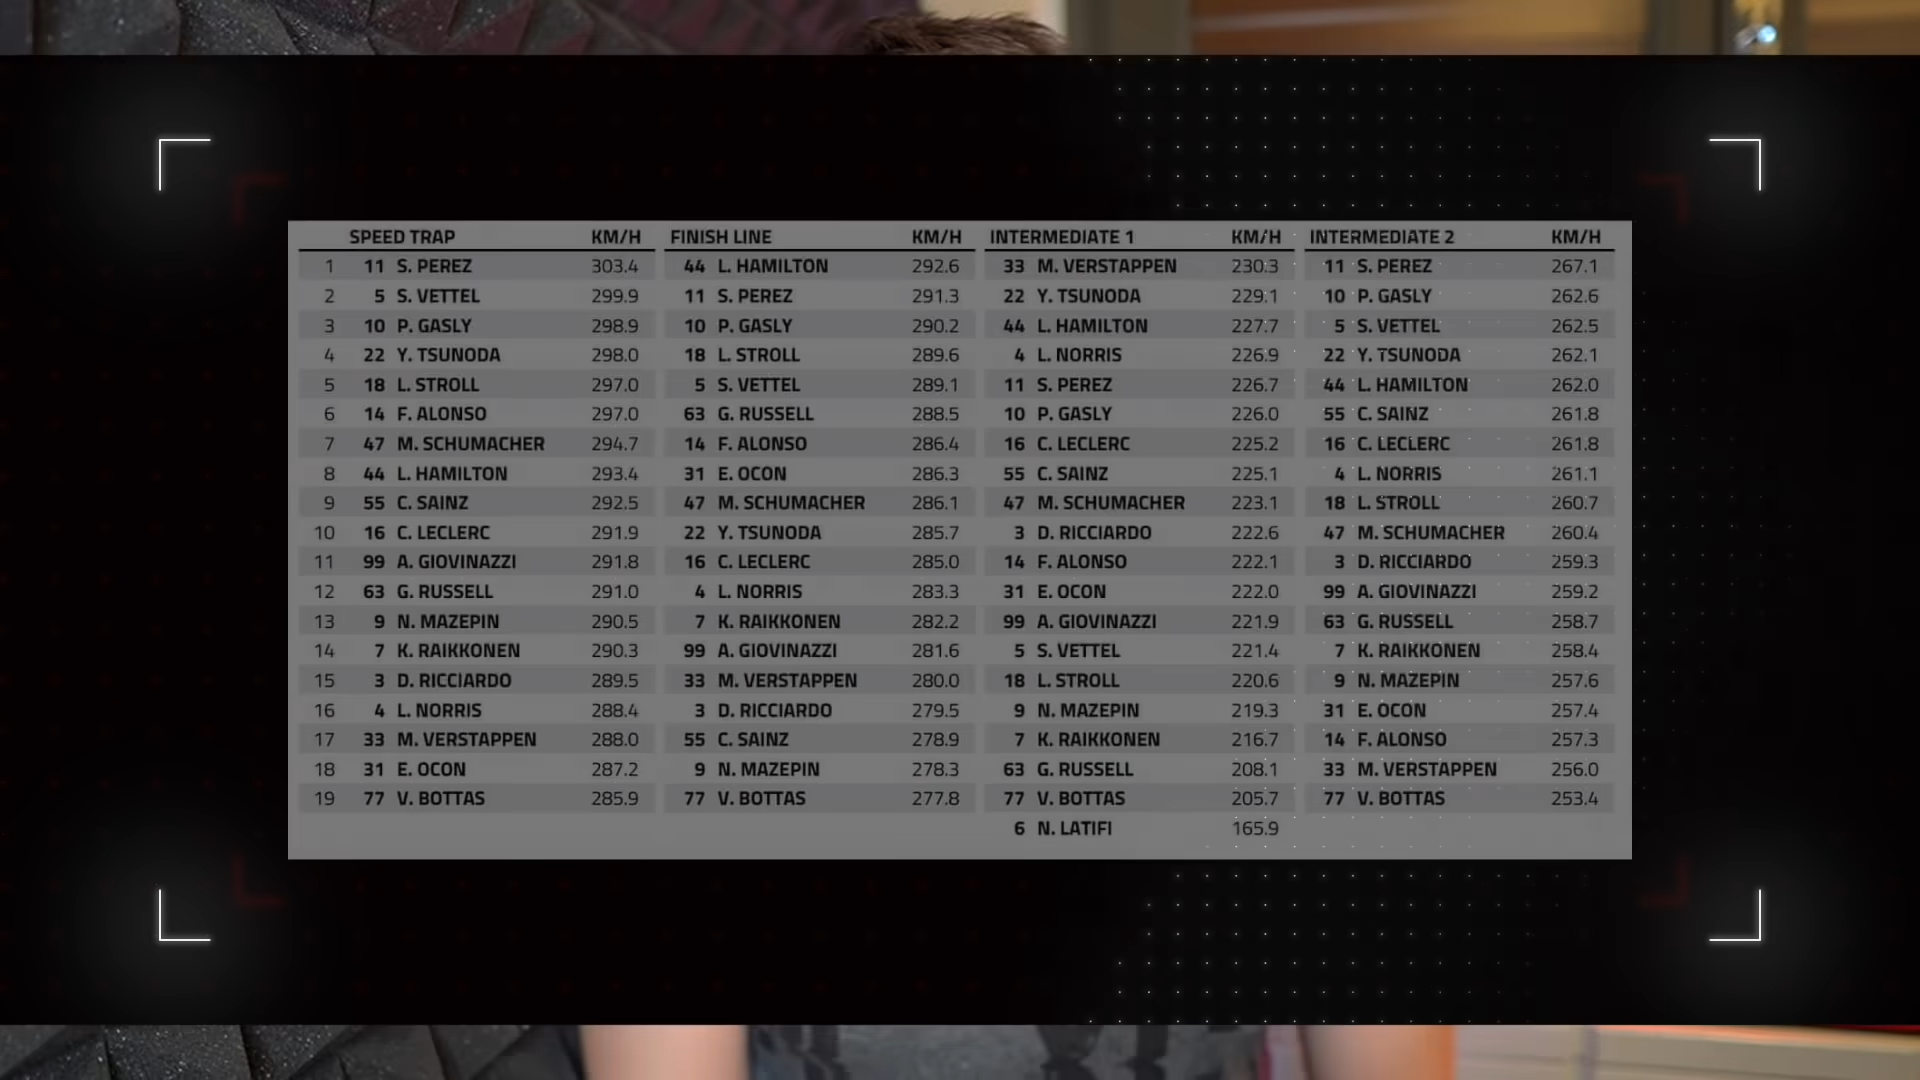 SPEED TRAP KM/H FINISH LINE KM/H INTERMEDIATE 1 KM/H INTERMEDIATE 2 KM/H
1 11 S. PEREZ 303.4 44 L. HAMILTON 292.6 33 M. VERSTAPPEN 230.3 11 S. PEREZ 267.1
2 5 S. VETTEL 299.9 11 S. PEREZ 291.3 22 Y. TSUNODA 229.1 10 P. GASLY 262.6
3 10 P. GASLY 298.9 10 P. GASLY 290.2 44 L. HAMILTON 227.7 5 S. VETTEL 262.5
4 22 Y. TSUNODA 298.0 18 L. STROLL 289.6 4 L. NORRIS 226.9 22 Y. TSUNODA 262.1
5 18 L. STROLL 297.0 5 S. VETTEL 289.1 11 S. PEREZ 226.7 44 L. HAMILTON 262.0
6 14 F. ALONSO 297.0 63 G. RUSSELL 288.5 10 P. GASLY 226.0 55 C. SAINZ 261.8
7 47 M. SCHUMACHER 294.7 14 F. ALONSO 286.4 16 C. LECLERC 225.2 16 C. LECLERC 261.8
8 44 L. HAMILTON 293.4 31 E. OCON 286.3 55 C. SAINZ 225.1 4 L. NORRIS 261.1
9 55 C. SAINZ 292.5 47 M. SCHUMACHER 286.1 47 M. SCHUMACHER 223.1 18 L. STROLL 260.7
10 16 C. LECLERC 291.9 22 Y. TSUNODA 285.7 3 D. RICCIARDO 222.6 47 M. SCHUMACHER 260.4
11 99 A. GIOVINAZZI 291.8 16 C. LECLERC 285.0 14 F. ALONSO 222.1 3 D. RICCIARDO 259.3
12 63 G. RUSSELL 291.0 4 L. NORRIS 283.3 31 E. OCON 222.0 99 A. GIOVINAZZI 259.2
13 9 N. MAZEPIN 290.5 7 K. RAIKKONEN 282.2 99 A. GIOVINAZZI 221.9 63 G. RUSSELL 258.7
14 7 K. RAIKKONEN 290.3 99 A. GIOVINAZZI 281.6 5 S. VETTEL 221.4 7 K. RAIKKONEN 258.4
15 3 D. RICCIARDO 289.5 33 M. VERSTAPPEN 280.0 18 L. STROLL 220.6 9 N. MAZEPIN 257.6
16 4 L. NORRIS 288.4 3 D. RICCIARDO 279.5 9 N. MAZEPIN 219.3 31 E. OCON 257.4
17 33 M. VERSTAPPEN 288.0 55 C. SAINZ 278.9 7 K. RAIKKONEN 216.7 14 F. ALONSO 257.3
18 31 E. OCON 287.2 9 N. MAZEPIN 278.3 63 G. RUSSELL 208.1 33 M. VERSTAPPEN 256.0
19 77 V. BOTTAS 285.9 77 V. BOTTAS 277.8 77 V. BOTTAS 205.7 77 V. BOTTAS 253.4
6 N. LATIFI 165.9